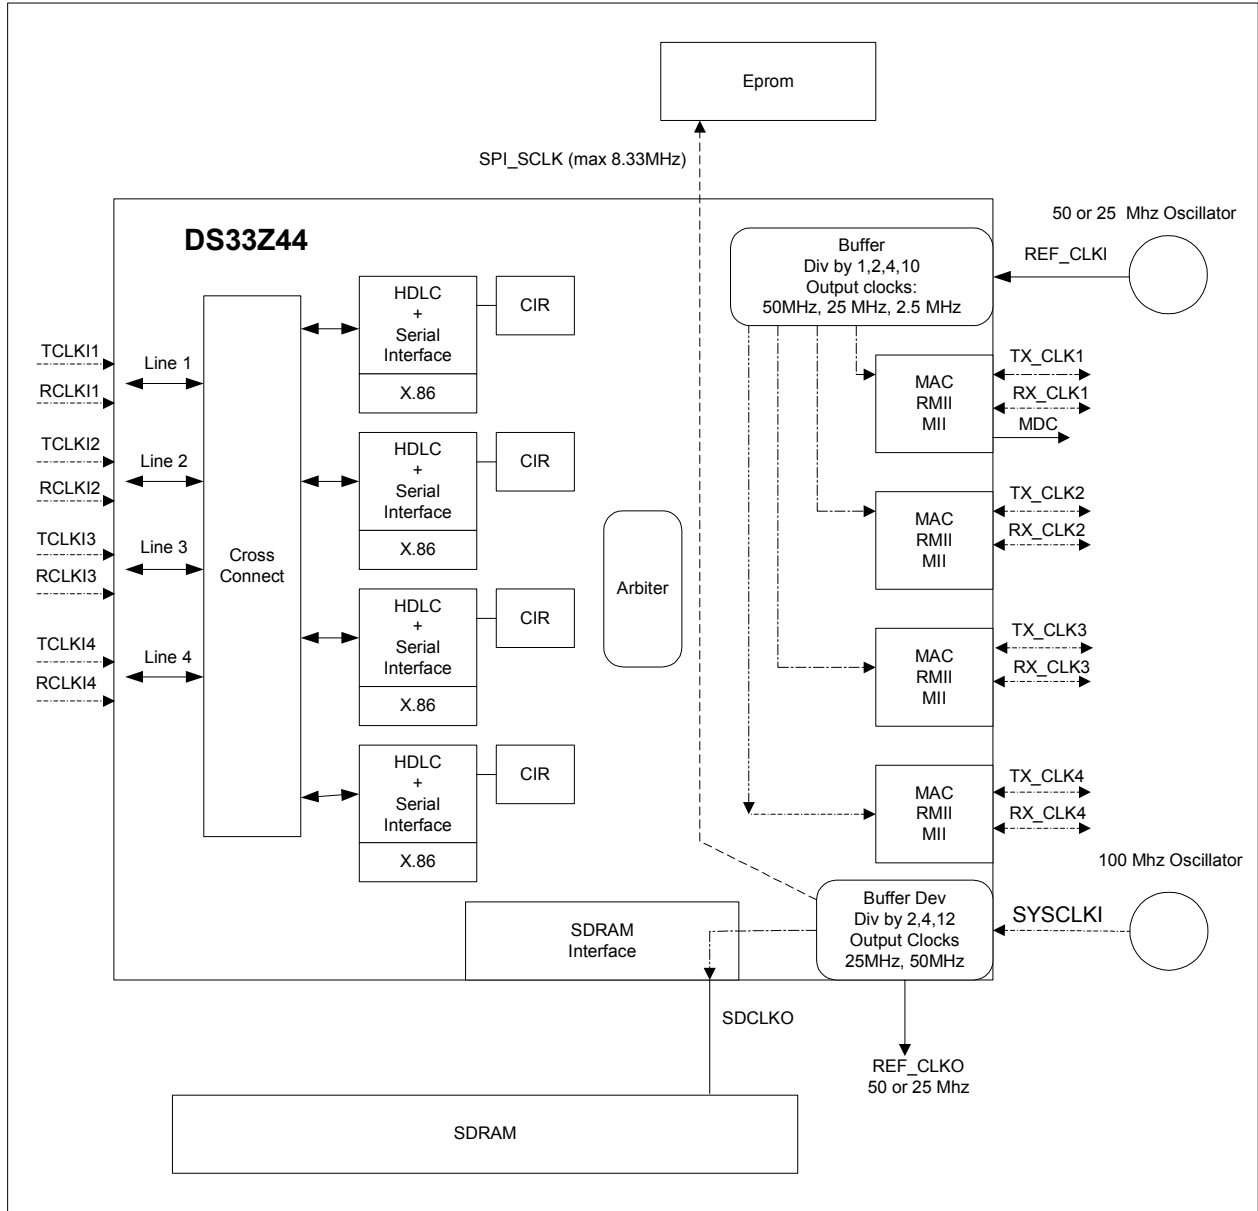 Eprom
SPI_SCLK (max 8.33MHz)
50 or 25 Mhz Oscillator
REF_CLKI
DS33Z44
Buffer
Div by 1,2,4,10
Output clocks:
50MHz, 25 MHz, 2.5 MHz
TCLKI1
RCLKI1
Line 1
TCLKI2
RCLKI2
Line 2
TCLKI3
RCLKI3
Line 3
TCLKI4
RCLKI4
Line 4
Cross
Connect
HDLC
+
Serial
Interface
X.86
CIR
HDLC
+
Serial
Interface
X.86
CIR
HDLC
+
Serial
Interface
X.86
CIR
HDLC
+
Serial
Interface
X.86
CIR
Arbiter
MAC
RMII
MII
TX_CLK1
RX_CLK1
MDC
MAC
RMII
MII
TX_CLK2
RX_CLK2
MAC
RMII
MII
TX_CLK3
RX_CLK3
MAC
RMII
MII
TX_CLK4
RX_CLK4
100 Mhz Oscillator
SYSCLKI
Buffer Dev
Div by 2,4,12
Output Clocks
25MHz, 50MHz
SDRAM
Interface
SDCLKO
REF_CLKO
50 or 25 Mhz
SDRAM